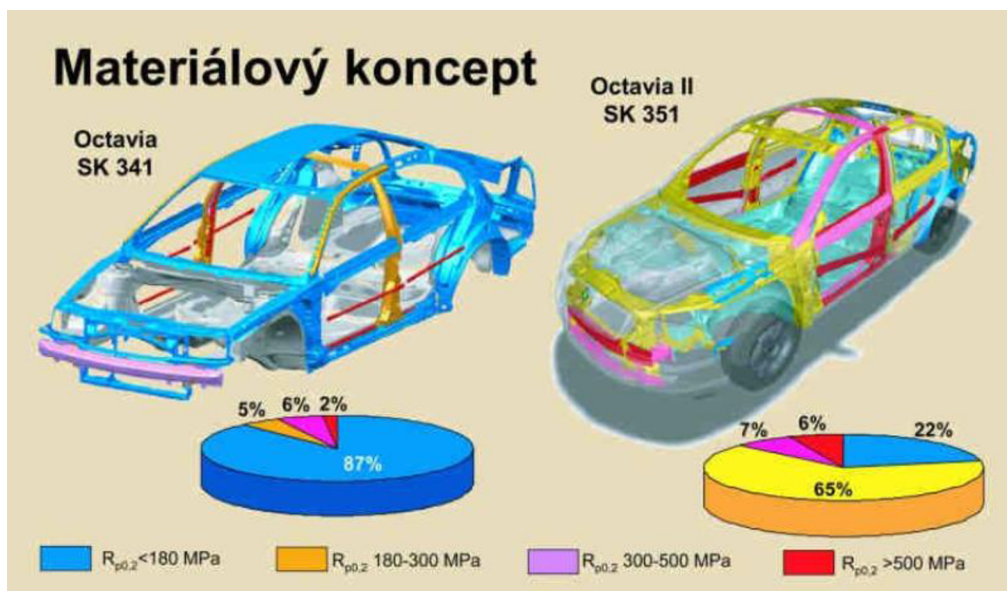 Materiálový koncept
Octavia
SK 341
Octavia II
SK 351
5%
6%
2%
87%
7%
6%
22%
65%
Rp0,2<180 MPa
Rp0,2 180-300 MPa
Rp0,2 300-500 MPa
Rp0,2 >500 MPa